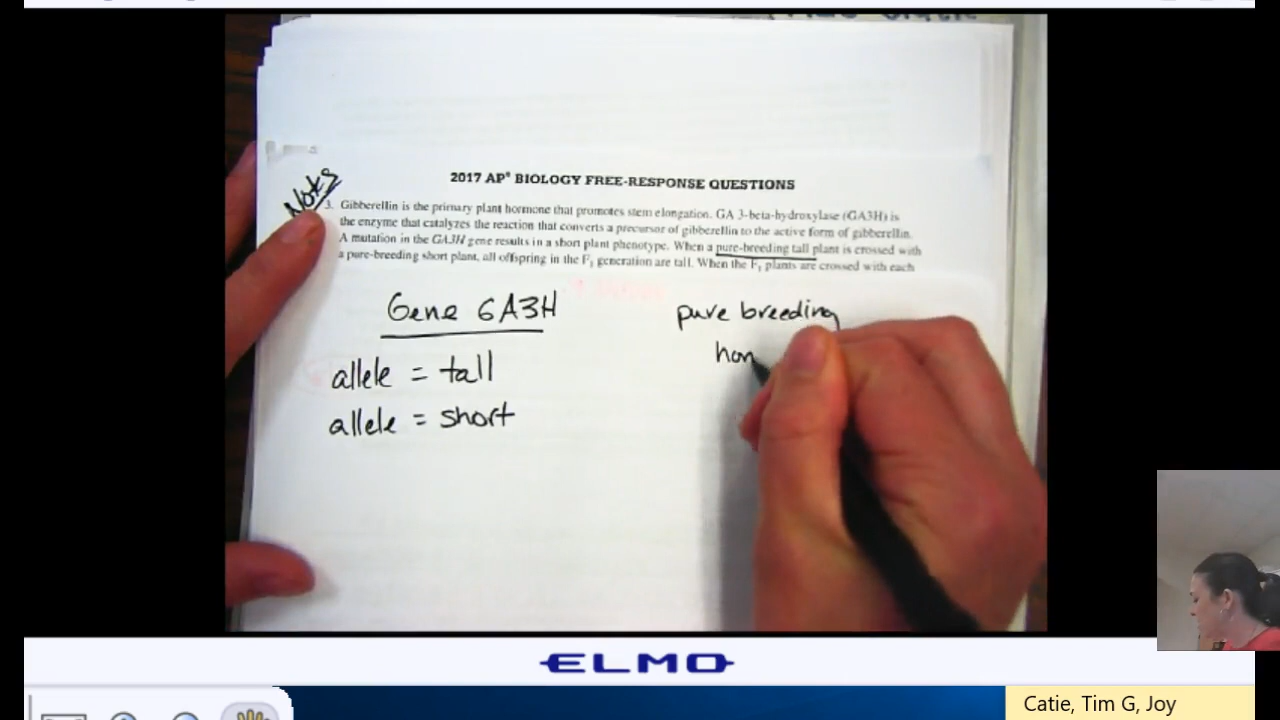 ELMO
Notes
2017 AP® BIOLOGY FREE-RESPONSE QUESTIONS
3. Gibberellin is the primary plant hormone that promotes stem elongation. GA 3-beta-hydroxylase (GA3H) is
the enzyme that catalyzes the reaction that converts a precursor of gibberellin to the active form of gibberellin.
A mutation in the GA3H gene results in a short plant phenotype. When a pure-breeding tall plant is crossed with
a pure-breeding short plant, all offspring in the F₁ generation are tall. When the F₁ plants are crossed with each
Gene GA3H
allele = tall
allele = short
pure breeding
hom
ELMO
Catie, Tim G, Joy